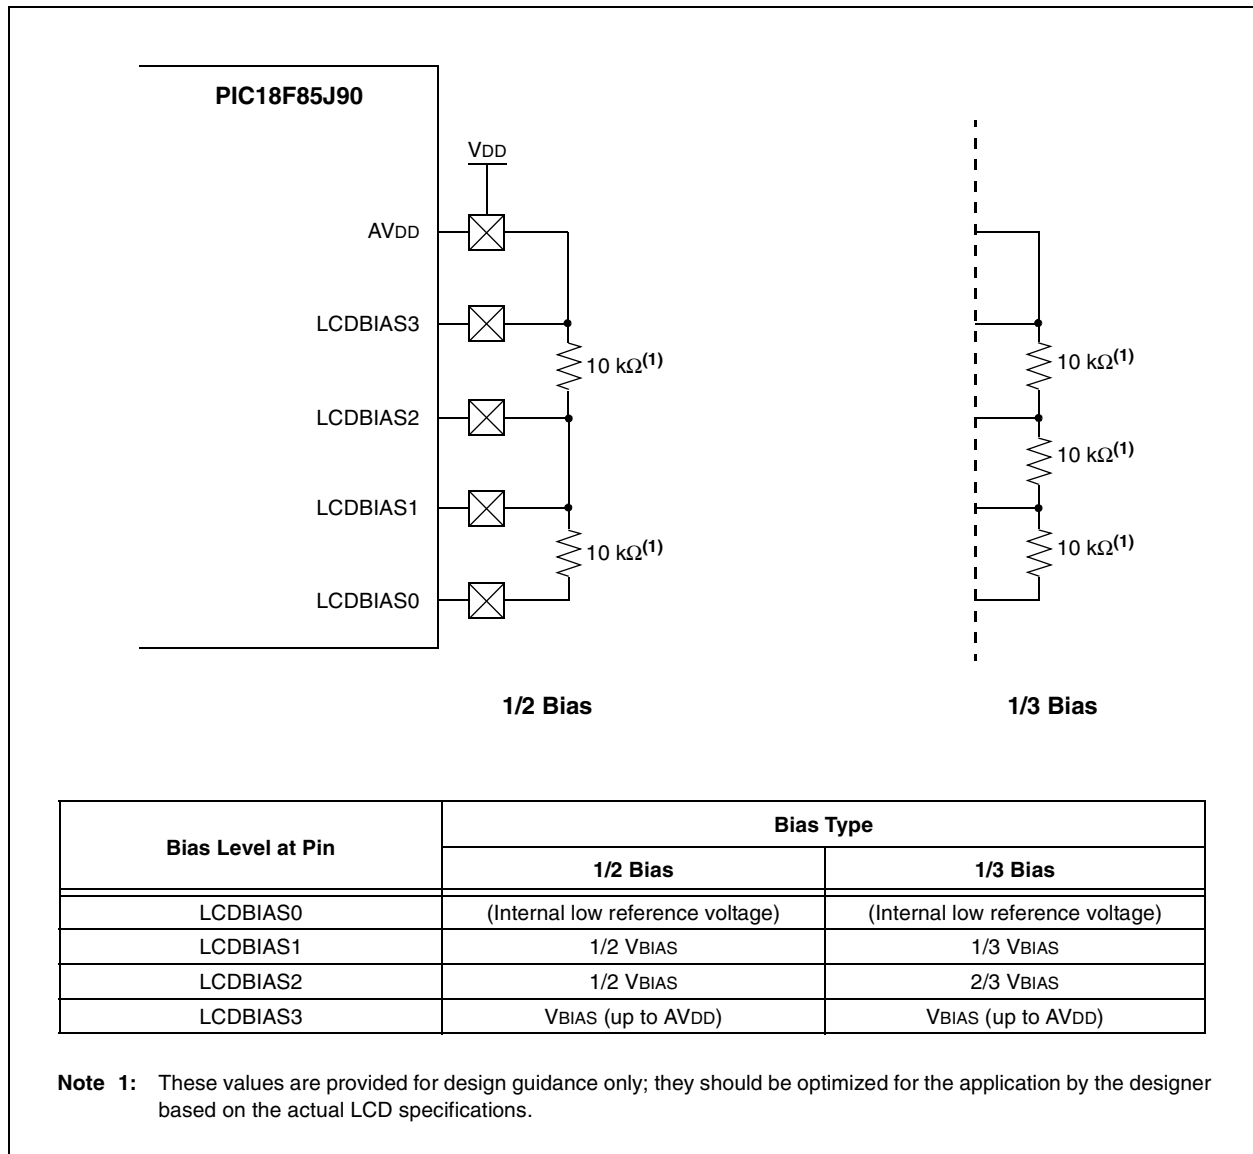 PIC18F85J90
VDD
AVDD
LCDBIAS3
10 kΩ(1)
10 kΩ(1)
LCDBIAS2
10 kΩ(1)
LCDBIAS1
10 kΩ(1)
10 kΩ(1)
LCDBIAS0
1/2 Bias
1/3 Bias
Bias Level at Pin
Bias Type
1/2 Bias
1/3 Bias
LCDBIAS0 (Internal low reference voltage) (Internal low reference voltage)
LCDBIAS1 1/2 VBIAS 1/3 VBIAS
LCDBIAS2 1/2 VBIAS 2/3 VBIAS
LCDBIAS3 VBIAS (up to AVDD) VBIAS (up to AVDD)
Note 1: These values are provided for design guidance only; they should be optimized for the application by the designer
based on the actual LCD specifications.